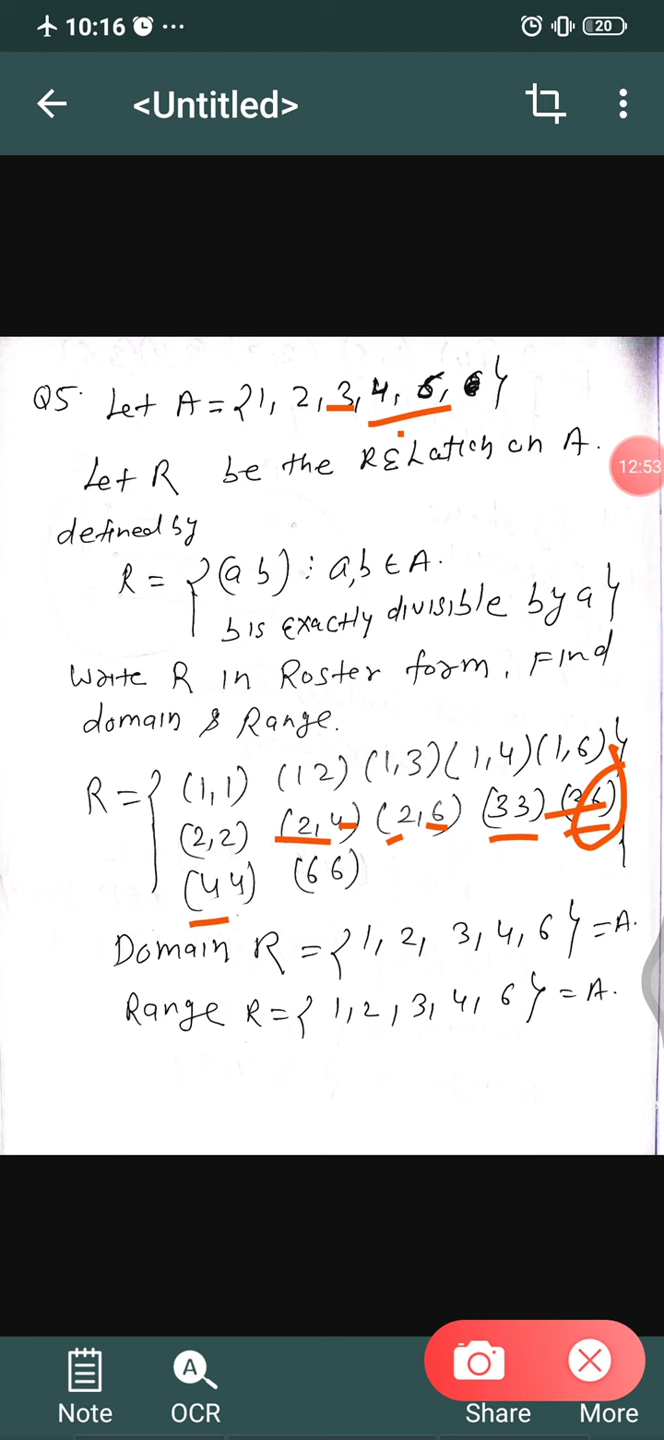 10:16 ...
20
<Untitled>
Q5. Let A = {1, 2, 3, 4, 5, 6}
Let R be the RELation on A.
12:53
defined by
R = {(a b) : a, b ∈ A.
b is Exactly divisible by a}
Write R in Roster form. Find
domain & Range.
R = { (1,1) (1 2) (1,3) (1,4) (1,6) }
(2,2) (2,4) (2,6) (3 3) (3 6)
(4 4) (6 6) }
Domain R = {1, 2, 3, 4, 6} = A.
Range R = {1, 2, 3, 4, 6} = A.
Note
OCR
Share
More